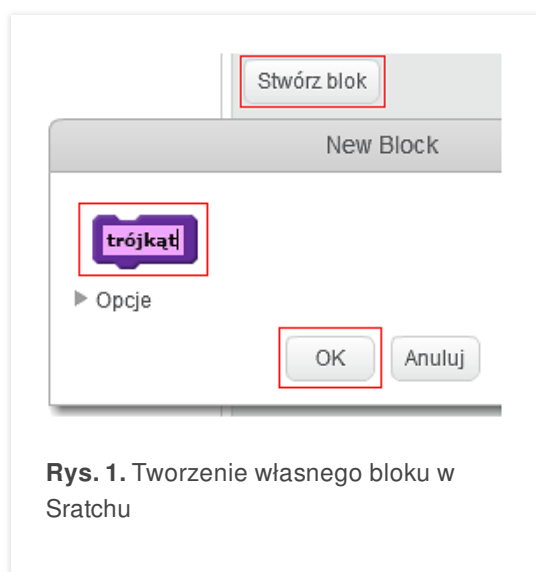 Stwórz blok
New Block
trójkąt
Opcje
OK Anuluj
Rys. 1. Tworzenie własnego bloku w
Sratchu